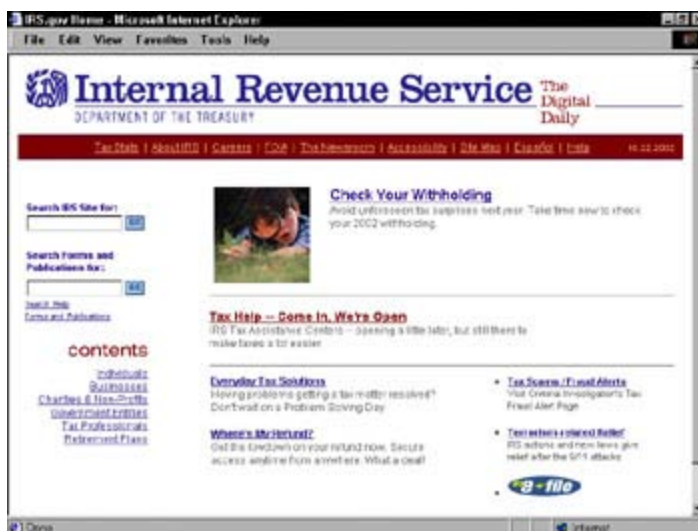 IRS.gov Home - Microsoft Internet Explorer
File Edit View Favorites Tools Help
Internal Revenue Service
DEPARTMENT OF THE TREASURY
The
Digital
Daily
Tax Stats | About IRS | Careers | FOIA | The Newsroom | Accessibility | Site Map | Español | Help
Search IRS Site for:
GO
Search Forms and
Publications for:
GO
Search Help
Forms and Publications
contents
Individuals
Businesses
Charities & Non-Profits
Government Entities
Tax Professionals
Retirement Plans
Check Your Withholding
Avoid unforeseen tax surprises next year. Take time now to check
your 2002 withholding.
Tax Help -- Come In, We're Open
IRS Tax Assistance Centers -- opening a little later, but still there to
make taxes a lot easier.
Everyday Tax Solutions
Having problems getting a tax matter resolved?
Don't wait on a Problem Solving Day
Where's My Refund?
Get the lowdown on your refund now. Secure
access anytime from anywhere. What a deal!
Tax Scams / Fraud Alerts
Visit Criminal Investigation's Tax
Fraud Alert Page
Terrorism-related Relief
IRS actions and new laws give
relief after the 9/11 attacks
e-file
Done
Internet